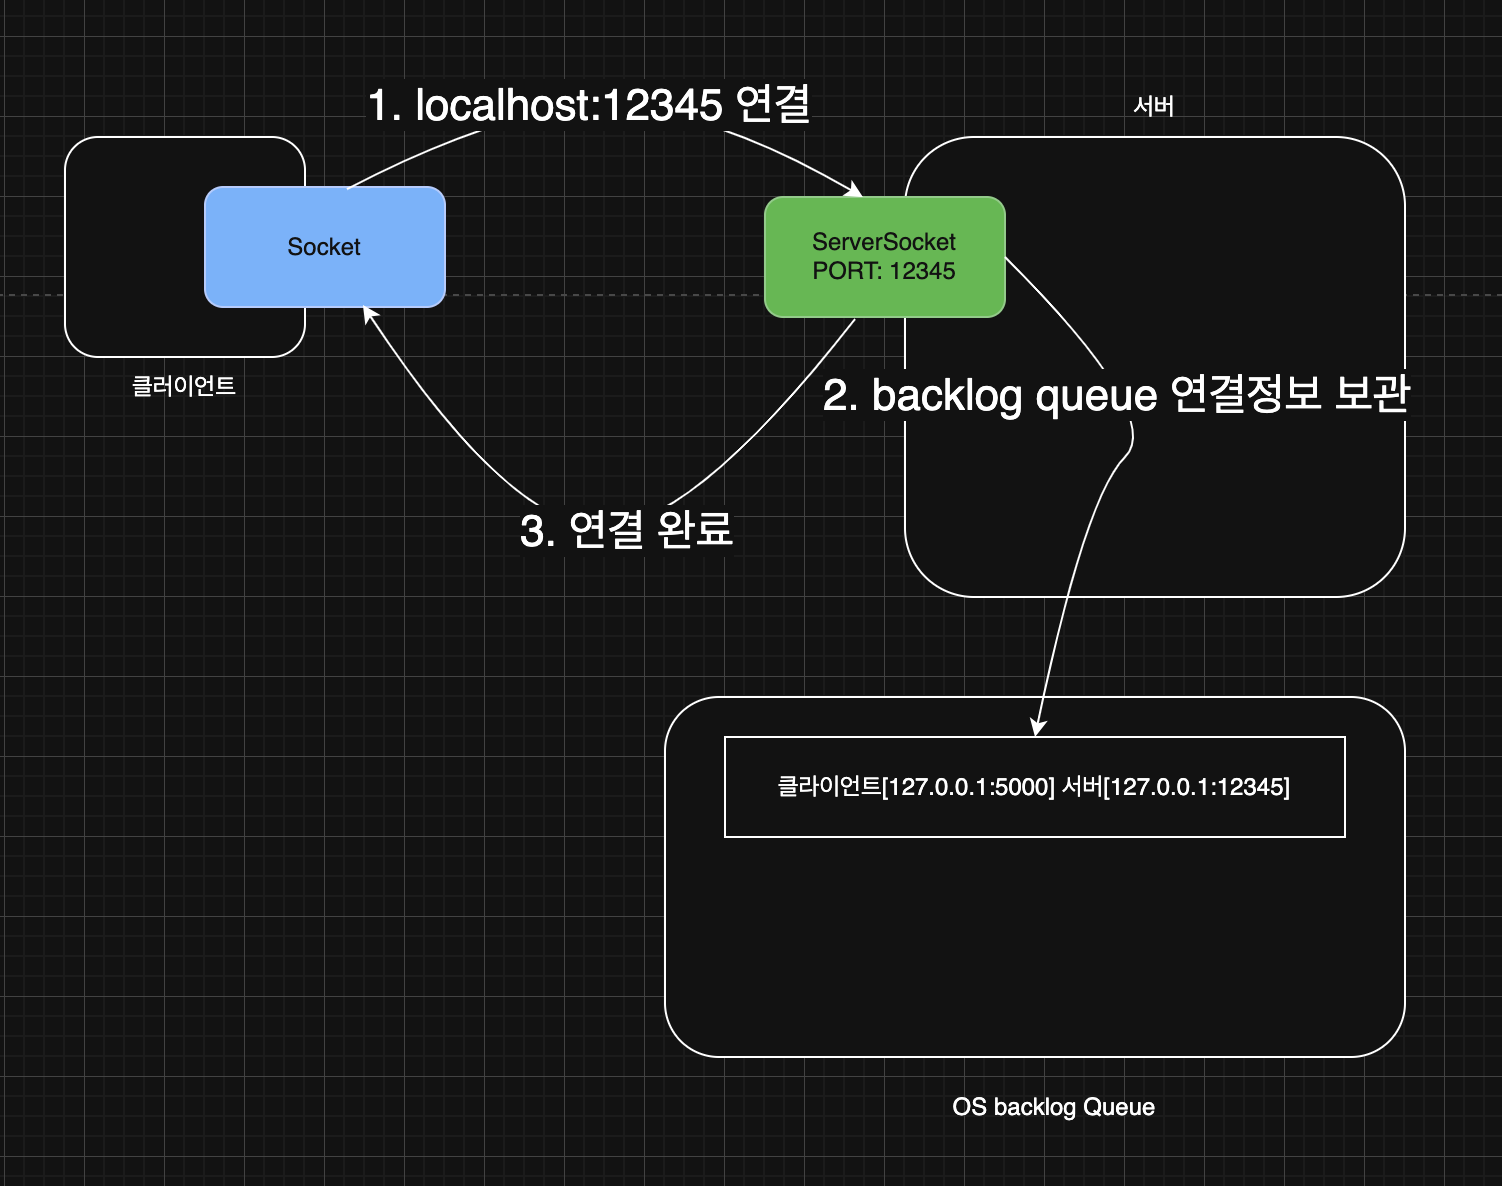 1. localhost:12345 연결
서버
Socket
ServerSocket
PORT: 12345
클러이언트
2. backlog queue 연결정보 보관
3. 연결 완료
클라이언트[127.0.0.1:5000] 서버[127.0.0.1:12345]
OS backlog Queue